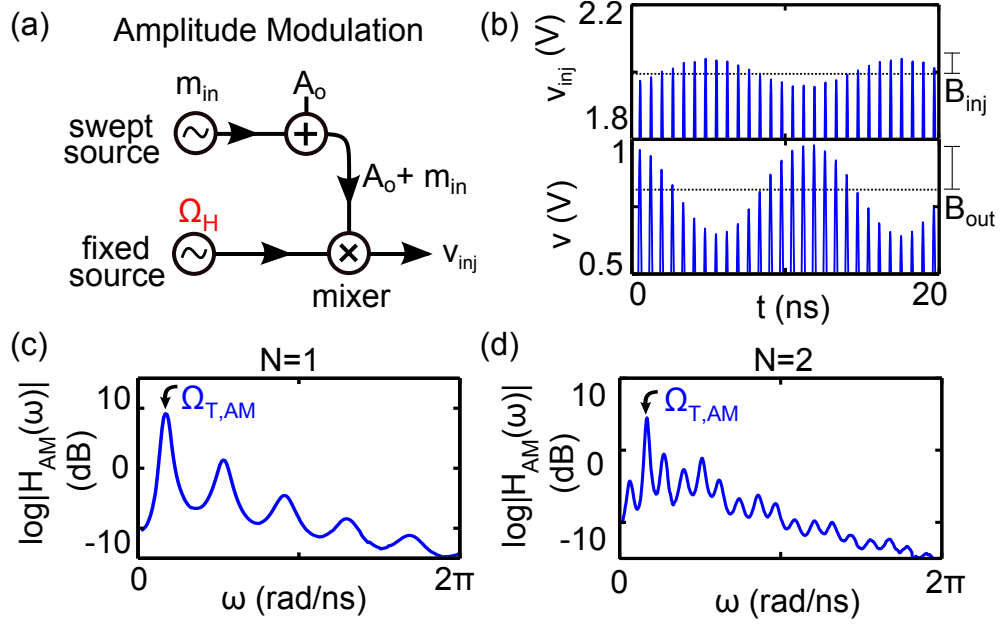 (a) Amplitude Modulation
m_in
A_o
swept
source
+
A_o + m_in
Ω_H
fixed
source
×
v_inj
mixer
(b)
2.2
v_inj (V)
1.8
B_inj
1
v (V)
0.5
B_out
0
20
t (ns)
(c)
N=1
10
0
-10
log|H_AM(ω)|
(dB)
Ω_T,AM
0
2π
ω (rad/ns)
(d)
N=2
10
0
-10
log|H_AM(ω)|
(dB)
Ω_T,AM
0
2π
ω (rad/ns)